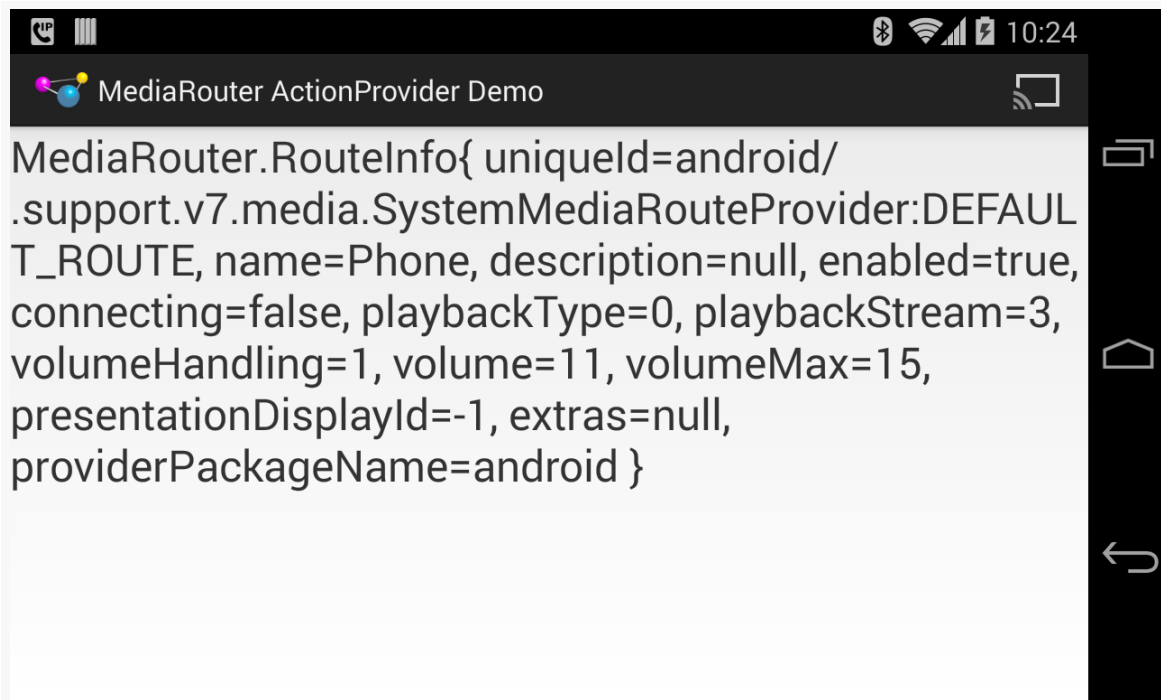 10:24
MediaRouter ActionProvider Demo
MediaRouter.RouteInfo{ uniqueId=android/
.support.v7.media.SystemMediaRouteProvider:DEFAUL
T_ROUTE, name=Phone, description=null, enabled=true,
connecting=false, playbackType=0, playbackStream=3,
volumeHandling=1, volume=11, volumeMax=15,
presentationDisplayId=-1, extras=null,
providerPackageName=android }